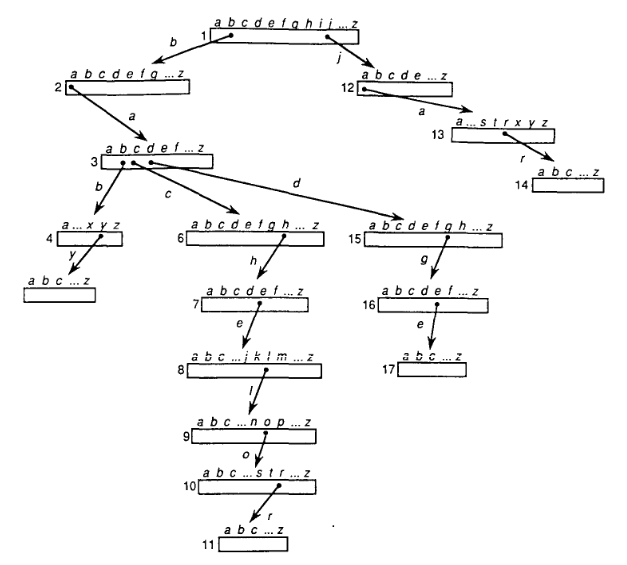 a b c d e f g h i j ... z
1
b
j
a b c d e f g ... z
2
a b c d e ... z
12
a
a
a ... s t r x y z
13
r
a b c d e f ... z
3
a b c ... z
14
b
c
d
a ... x y z
4
a b c d e f g h ... z
6
a b c d e f g h ... z
15
y
h
g
a b c ... z
a b c d e f ... z
7
a b c d e f ... z
16
e
e
a b c ... j k l m ... z
8
a b c ... z
17
l
a b c ... n o p ... z
9
o
a b c ... s t r ... z
10
r
a b c ... z
11